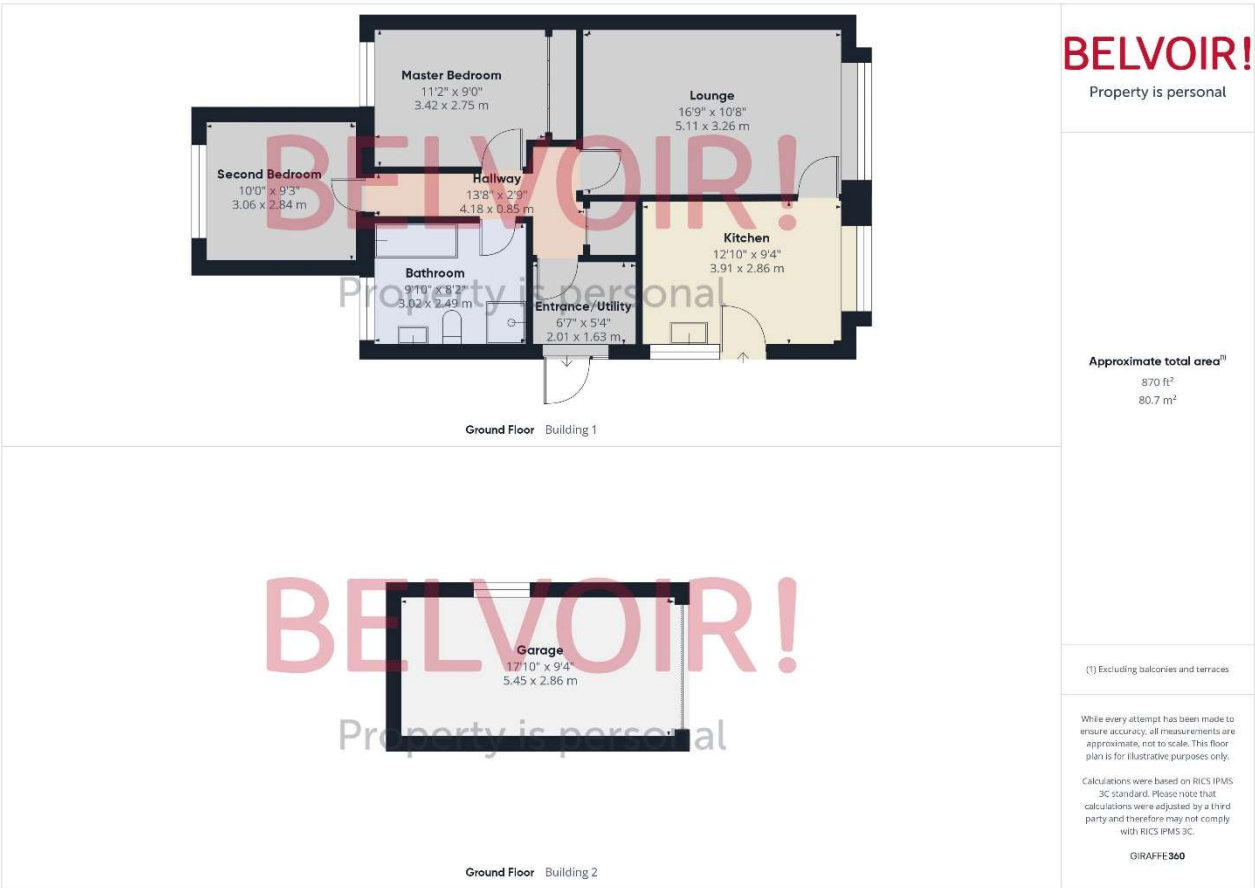 Master Bedroom
11'2" x 9'0"
3.42 x 2.75 m
Lounge
16'9" x 10'8"
5.11 x 3.26 m
Second Bedroom
10'0" x 9'3"
3.06 x 2.84 m
Hallway
13'8" x 2'9"
4.18 x 0.85 m
Kitchen
12'10" x 9'4"
3.91 x 2.86 m
Bathroom
9'10" x 8'2"
3.02 x 2.49 m
Entrance/Utility
6'7" x 5'4"
2.01 x 1.63 m
BELVOIR!
Property is personal
Ground Floor Building 1
Garage
17'10" x 9'4"
5.45 x 2.86 m
BELVOIR!
Property is personal
Ground Floor Building 2
BELVOIR!
Property is personal
Approximate total area(1)
870 ft²
80.7 m²
(1) Excluding balconies and terraces
While every attempt has been made to
ensure accuracy, all measurements are
approximate, not to scale. This floor
plan is for illustrative purposes only.
Calculations were based on RICS IPMS
3C standard. Please note that
calculations were adjusted by a third
party and therefore may not comply
with RICS IPMS 3C.
GIRAFFE360